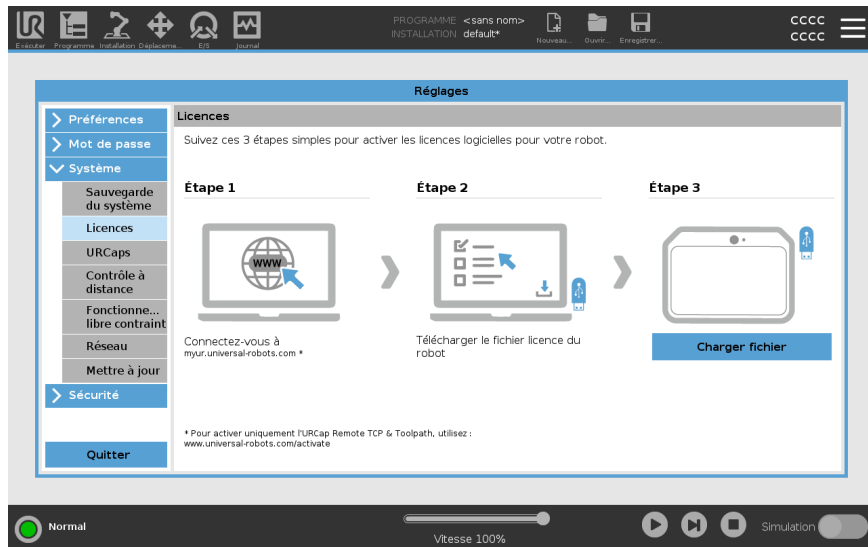 Exécuter
Programme
Installation
Déplaceme...
E/S
Journal
PROGRAMME <sans nom>
INSTALLATION default*
Nouveau...
Ouvrir...
Enregistrer...
cccc
cccc
Réglages
Préférences
Mot de passe
Système
Sauvegarde
du système
Licences
URCaps
Contrôle à
distance
Fonctionne...
libre contraint
Réseau
Mettre à jour
Sécurité
Quitter
Licences
Suivez ces 3 étapes simples pour activer les licences logicielles pour votre robot.
Étape 1
www
Connectez-vous à
myur.universal-robots.com *
Étape 2
Télécharger le fichier licence du
robot
Étape 3
Charger fichier
* Pour activer uniquement l'URCap Remote TCP & Toolpath, utilisez :
www.universal-robots.com/activate
Normal
Vitesse 100%
Simulation